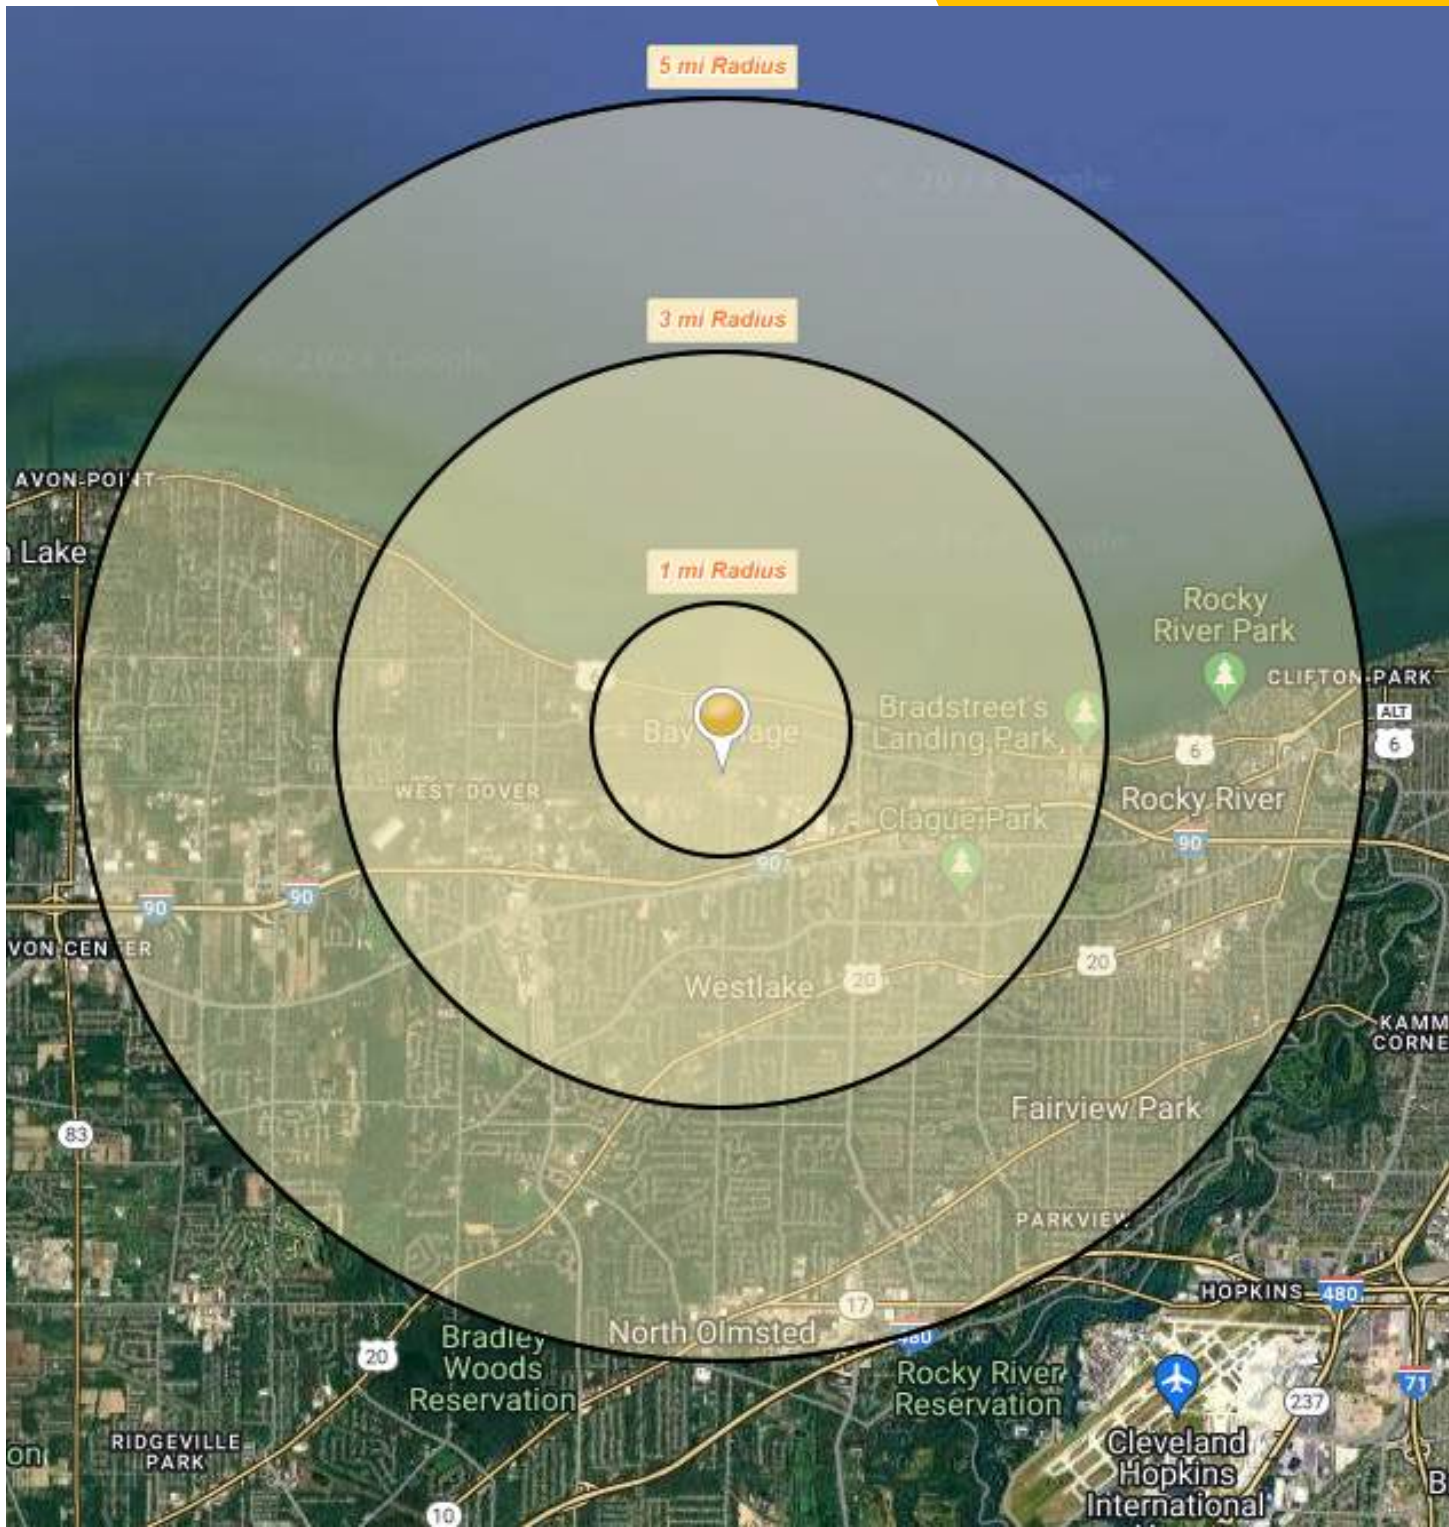 5 mi Radius
3 mi Radius
AVON POINT
Lake
1 mi Radius
Rocky
River Park
CLIFTON PARK
Bradstreet's
Landing Park
ALT
6
6
6
Bay Village
WEST DOVER
Rocky River
Clague Park
90
90
90
90
CENTER
20
Westlake
20
KAMM
CORNE
Fairview Park
83
PARKVIEW
HOPKINS
480
17
North Olmsted
480
20
Bradley
Woods
Reservation
Rocky River
Reservation
71
237
on
RIDGEVILLE
PARK
Cleveland
Hopkins
International
B
10